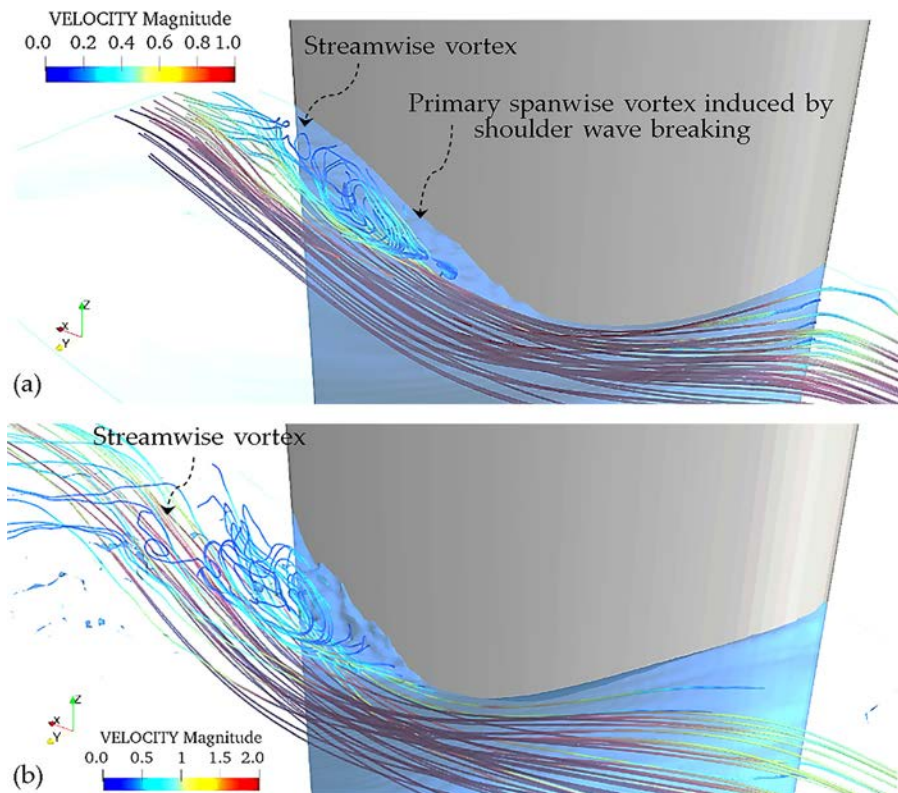 VELOCITY Magnitude
0.0 0.2 0.4 0.6 0.8 1.0
Streamwise vortex
Primary spanwise vortex induced by
shoulder wave breaking
Z
X
Y
(a)
Streamwise vortex
Z
X
Y
VELOCITY Magnitude
0.0 0.5 1 1.5 2.0
(b)